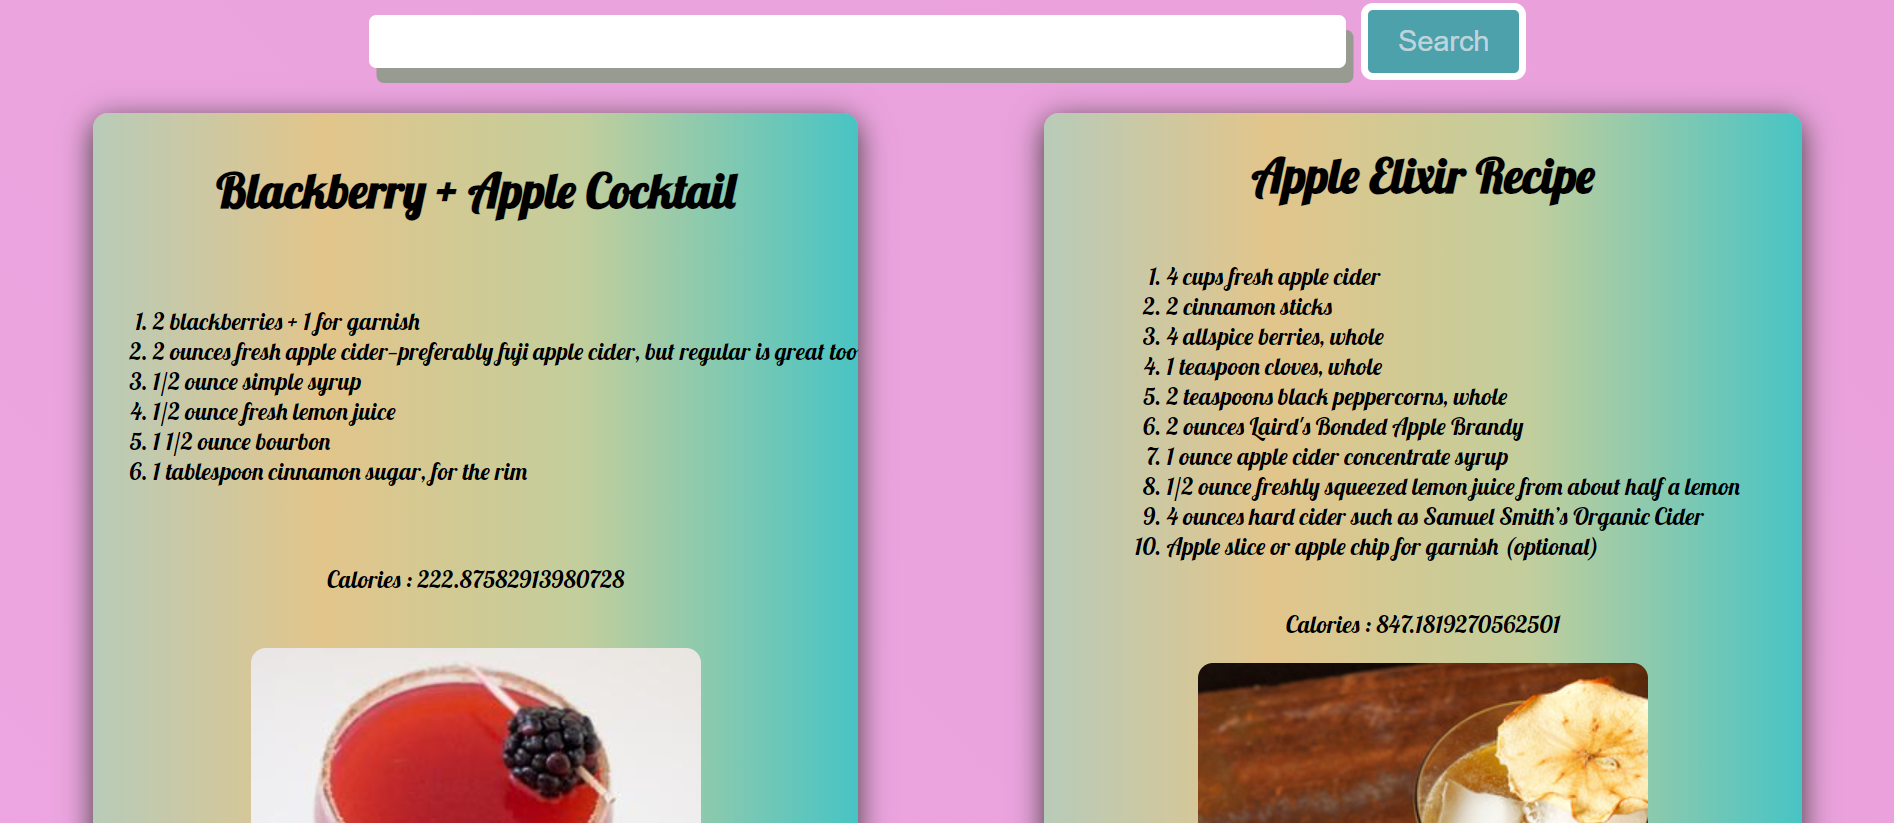 Search
Blackberry + Apple Cocktail
1. 2 blackberries + 1 for garnish
2. 2 ounces fresh apple cider–preferably fuji apple cider, but regular is great too
3. 1/2 ounce simple syrup
4. 1/2 ounce fresh lemon juice
5. 1 1/2 ounce bourbon
6. 1 tablespoon cinnamon sugar, for the rim
Calories : 222.87582913980728
Apple Elixir Recipe
1. 4 cups fresh apple cider
2. 2 cinnamon sticks
3. 4 allspice berries, whole
4. 1 teaspoon cloves, whole
5. 2 teaspoons black peppercorns, whole
6. 2 ounces Laird's Bonded Apple Brandy
7. 1 ounce apple cider concentrate syrup
8. 1/2 ounce freshly squeezed lemon juice from about half a lemon
9. 4 ounces hard cider such as Samuel Smith’s Organic Cider
10. Apple slice or apple chip for garnish (optional)
Calories : 847.1819270562501